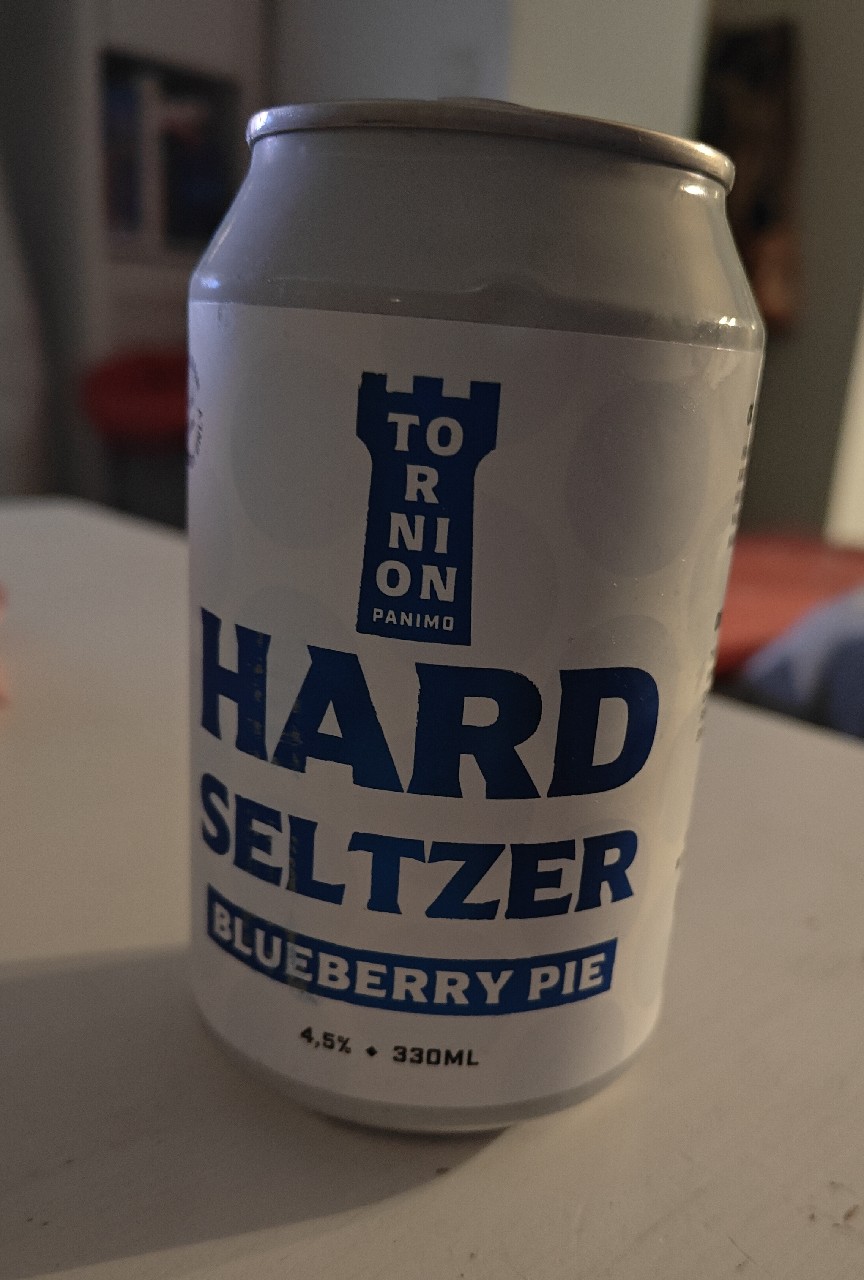 TO
R
NI
ON
PANIMO
HARD
SELTZER
BLUEBERRY PIE
4,5% ◆ 330ML